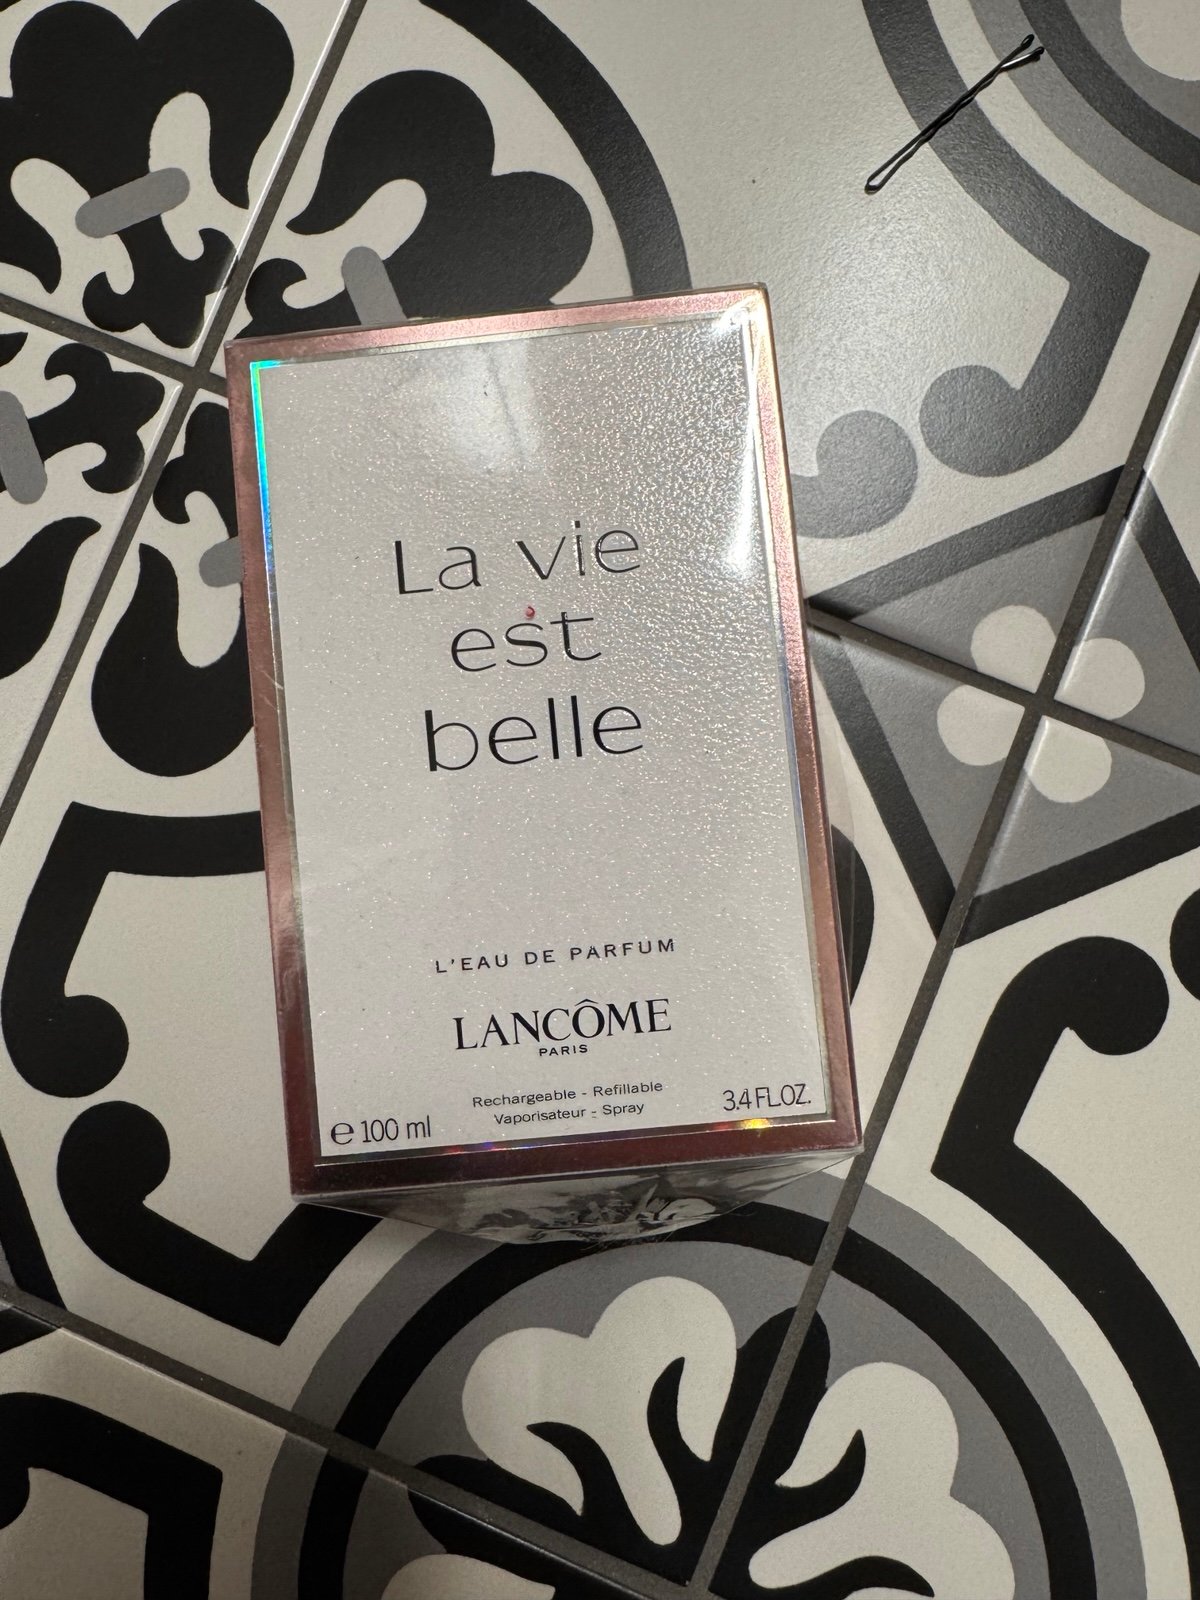 La vie
est
belle
L'EAU DE PARFUM
LANCÔME
PARIS
Rechargeable - Refillable
Vaporisateur - Spray
℮ 100 ml
3.4 FL.OZ.